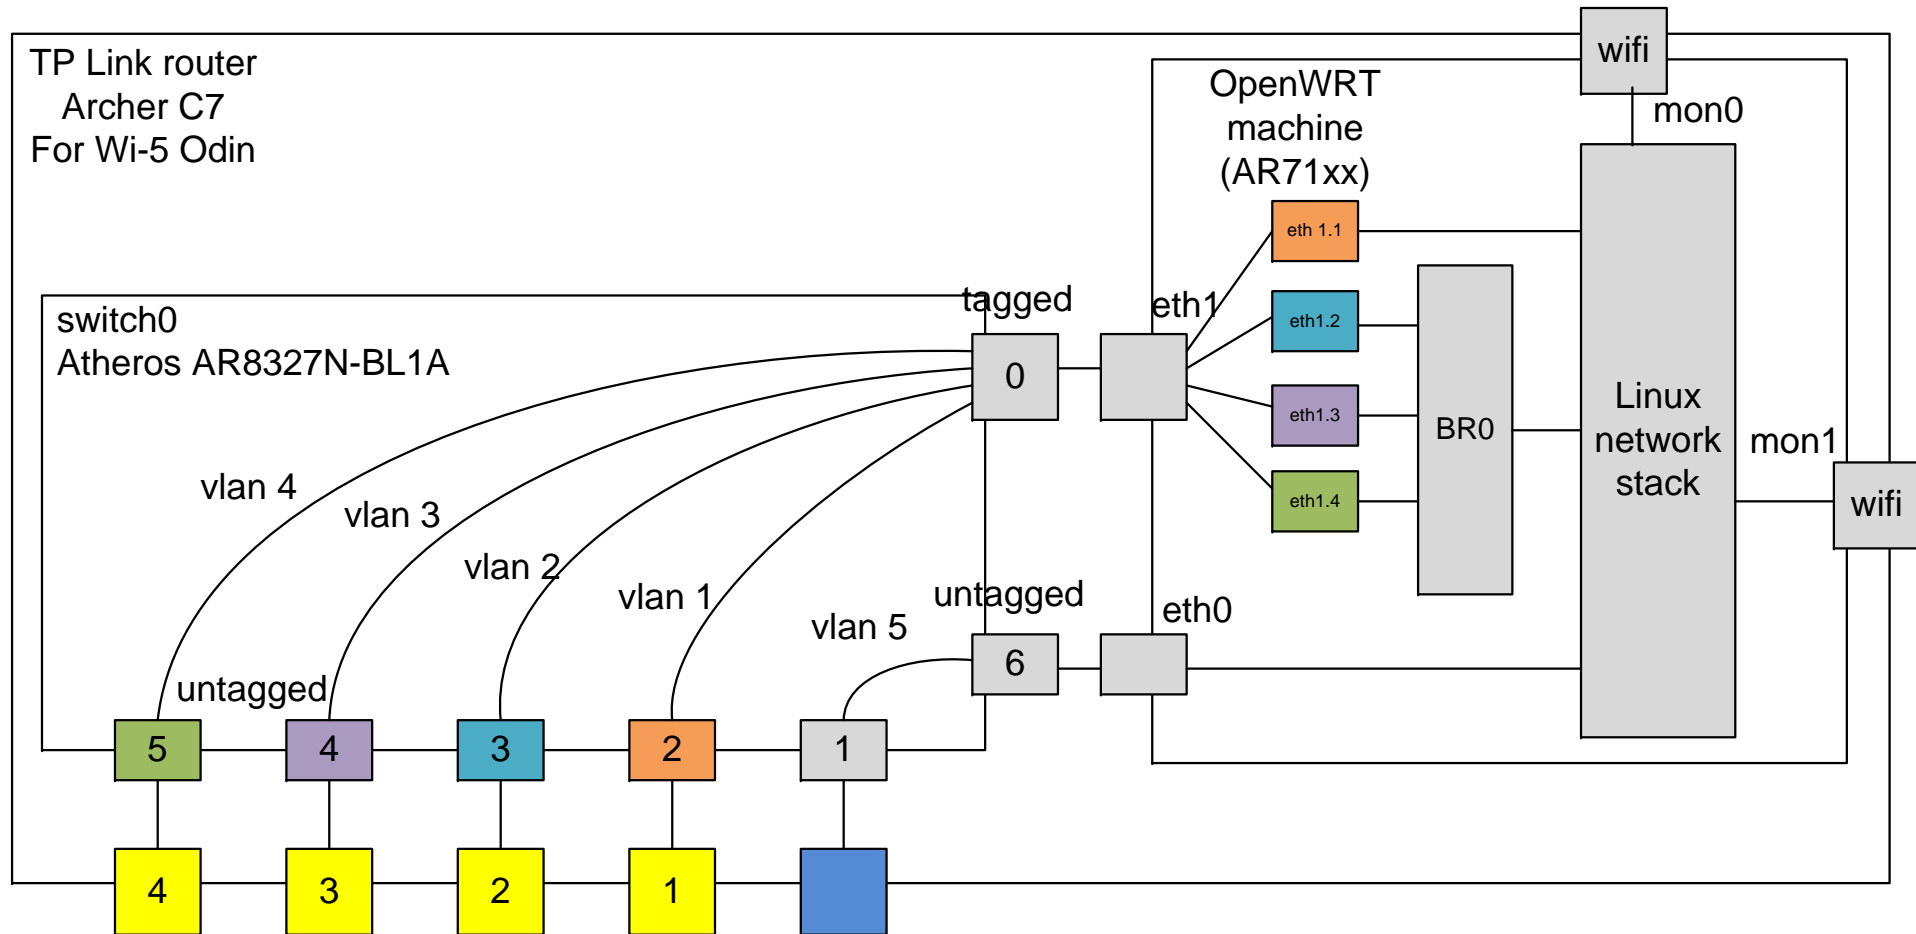 TP Link router
Archer C7
For Wi-5 Odin
wifi
mon0
OpenWRT
machine
(AR71xx)
eth 1.1
eth1.2
eth1.3
eth1.4
BR0
Linux
network
stack
mon1
wifi
switch0
Atheros AR8327N-BL1A
tagged
eth1
0
vlan 4
vlan 3
vlan 2
vlan 1
vlan 5
untagged
eth0
6
untagged
5
4
3
2
1
4
3
2
1